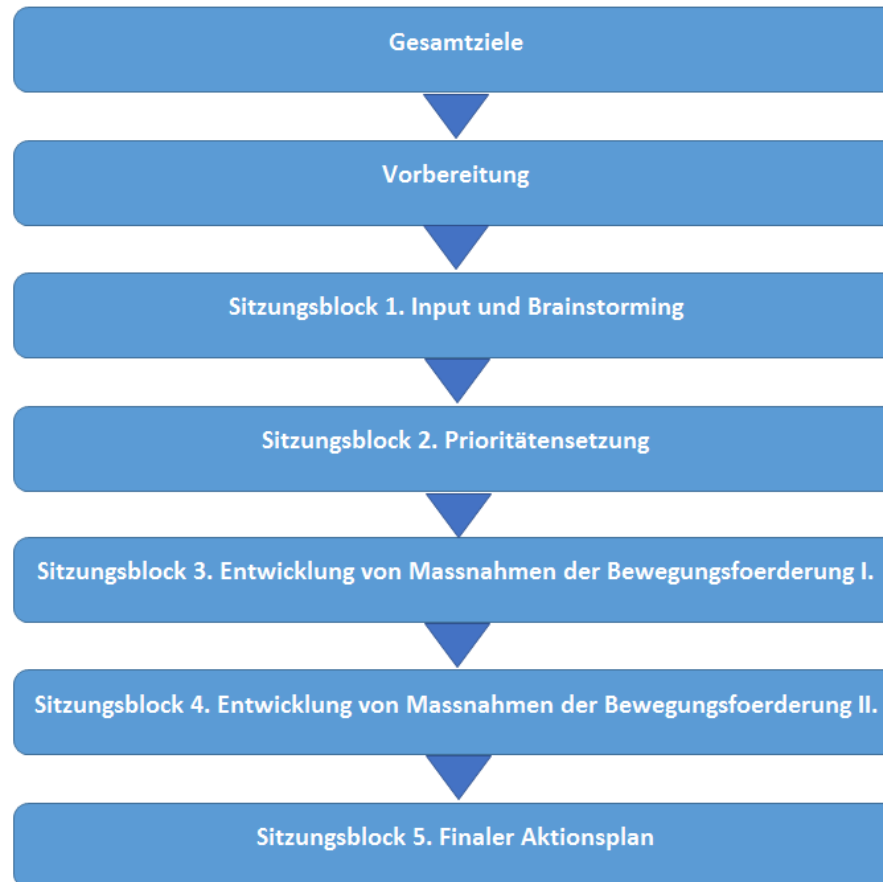 Gesamtziele
Vorbereitung
Sitzungsblock 1. Input und Brainstorming
Sitzungsblock 2. Prioritätensetzung
Sitzungsblock 3. Entwicklung von Massnahmen der Bewegungsfoerderung I.
Sitzungsblock 4. Entwicklung von Massnahmen der Bewegungsfoerderung II.
Sitzungsblock 5. Finaler Aktionsplan